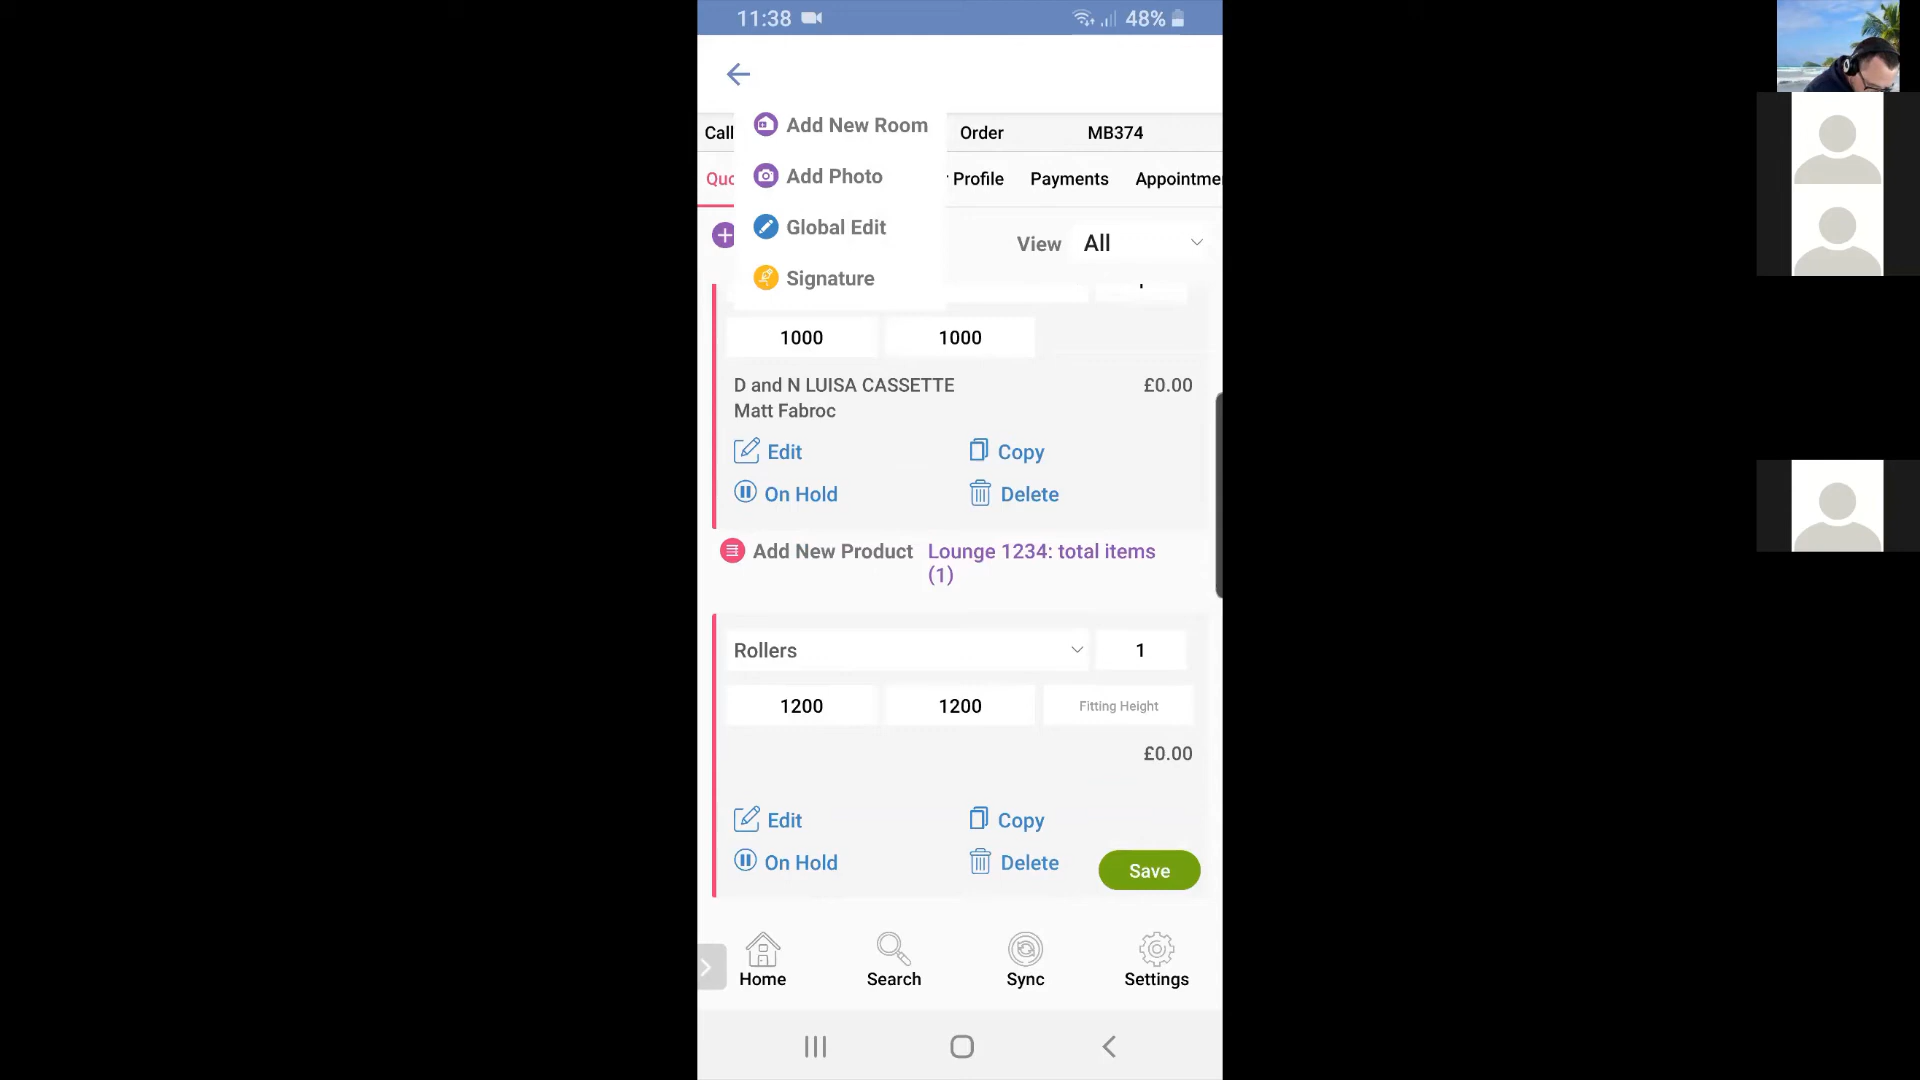 11:38
48%
Add New Room
Call
Order
MB374
Add Photo
Quo
Profile
Payments
Appointme
Global Edit
View
All
Signature
1000
1000
D and N LUISA CASSETTE
£0.00
Matt Fabroc
Edit
Copy
On Hold
Delete
Add New Product
Lounge 1234: total items
(1)
Rollers
1
1200
1200
Fitting Height
£0.00
Edit
Copy
On Hold
Delete
Save
Home
Search
Sync
Settings